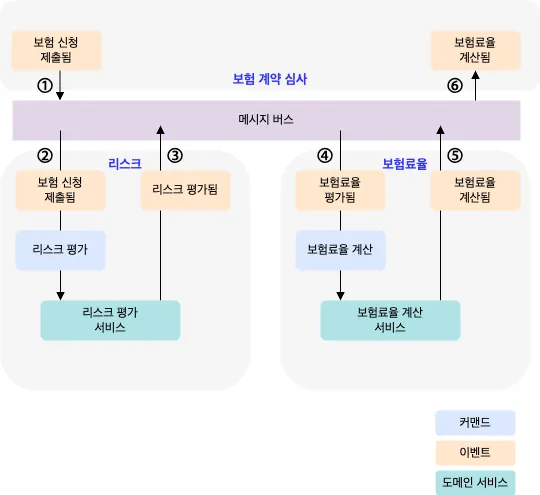 보험 신청
제출됨
보험료율
계산됨
①
보험 계약 심사
⑥
메시지 버스
②
리스크
③
④
보험료율
⑤
보험 신청
제출됨
리스크 평가됨
보험료율
평가됨
보험료율
계산됨
리스크 평가
보험료율 계산
리스크 평가
서비스
보험료율 계산
서비스
커맨드
이벤트
도메인 서비스